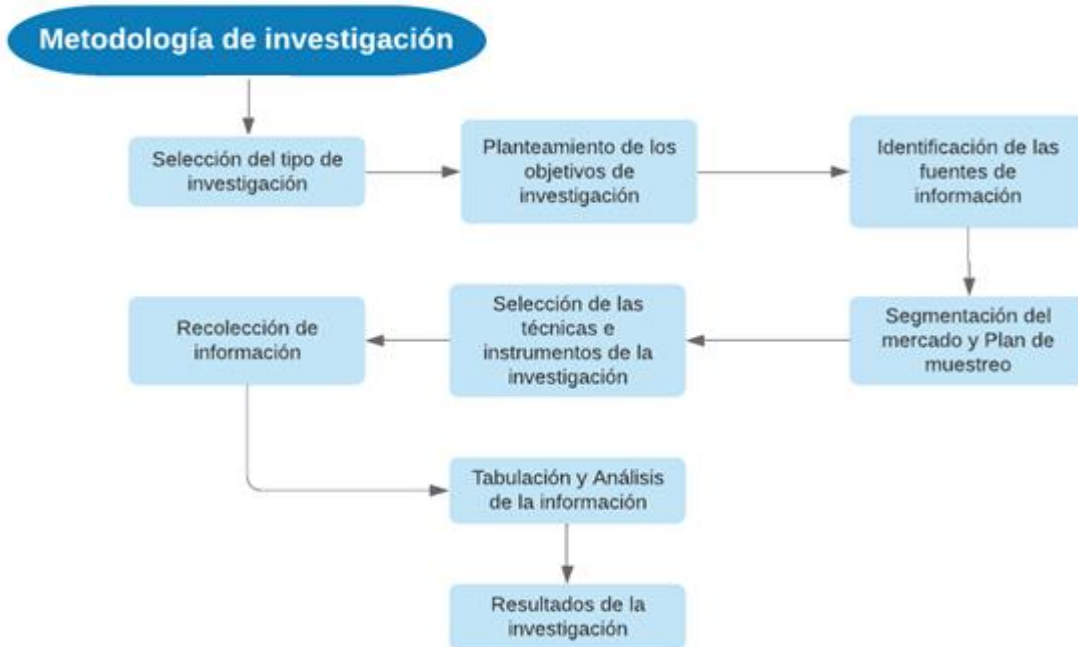 Metodología de investigación
Selección del tipo de
investigación
Planteamiento de los
objetivos de
investigación
Identificación de las
fuentes de
información
Segmentación del
mercado y Plan de
muestreo
Selección de las
técnicas e
instrumentos de la
investigación
Recolección de
información
Tabulación y Análisis
de la información
Resultados de la
investigación